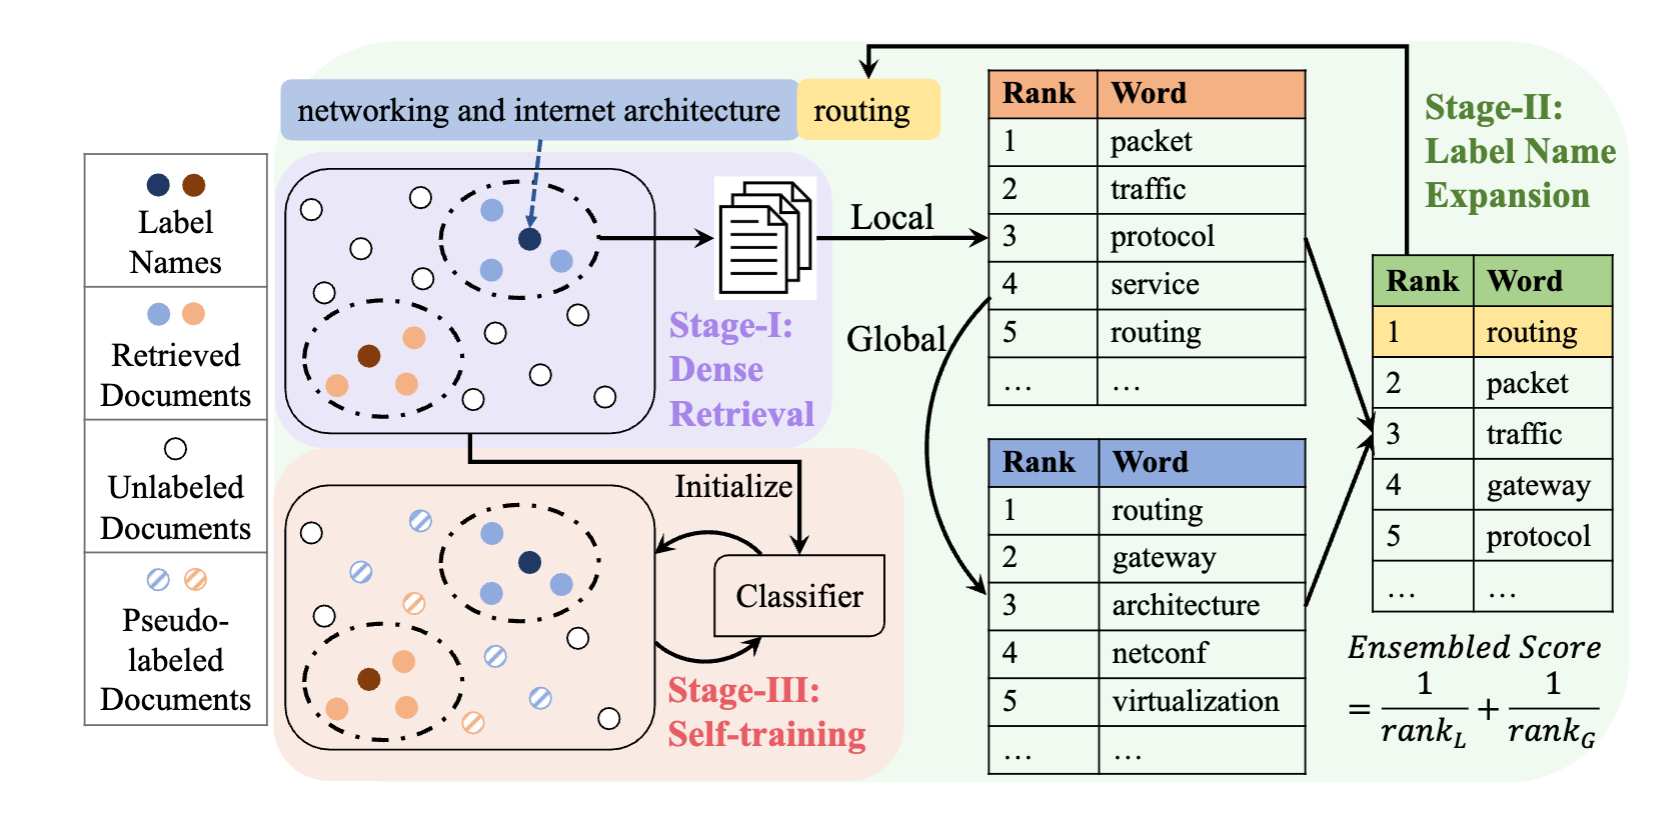 networking and internet architecture routing
Label
Names
Retrieved
Documents
Unlabeled
Documents
Pseudo-
labeled
Documents
Stage-I:
Dense
Retrieval
Local
Global
Rank Word
1 packet
2 traffic
3 protocol
4 service
5 routing
... ...
Rank Word
1 routing
2 gateway
3 architecture
4 netconf
5 virtualization
... ...
Stage-II:
Label Name
Expansion
Rank Word
1 routing
2 packet
3 traffic
4 gateway
5 protocol
... ...
Ensembled Score
= 1/rank_L + 1/rank_G
Initialize
Classifier
Stage-III:
Self-training